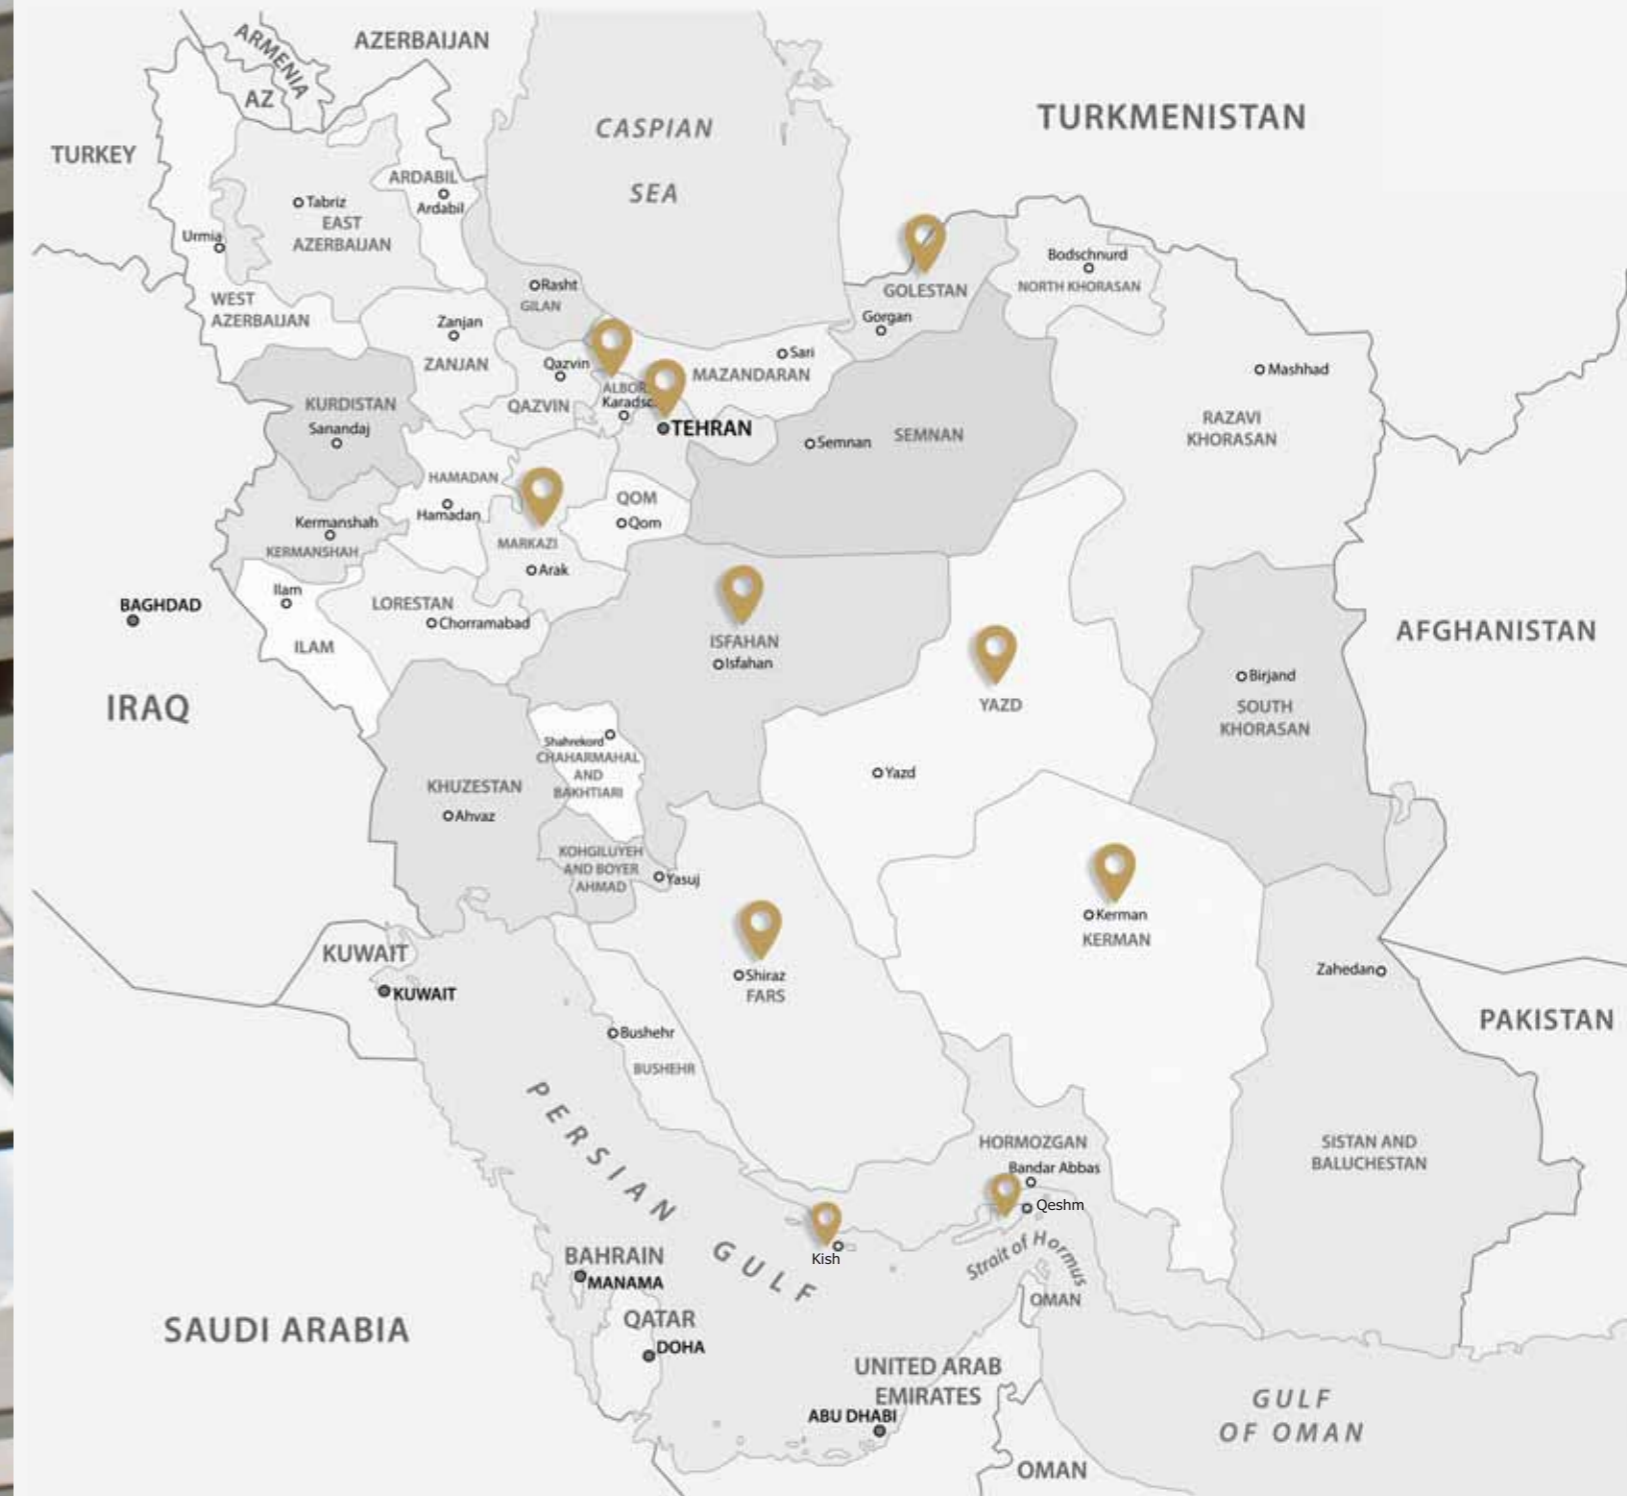 ARMENIA
AZERBAIJAN
AZ
CASPIAN
SEA
TURKMENISTAN
TURKEY
ARDABIL
Ardabil
Tabriz
EAST
AZERBAIJAN
Urmia
WEST
AZERBAIJAN
Rasht
GILAN
GOLESTAN
Gorgan
Bodschnurd
NORTH KHORASAN
Zanjan
ZANJAN
Qazvin
QAZVIN
Sari
MAZANDARAN
Mashhad
RAZAVI
KHORASAN
KURDISTAN
Sanandaj
TEHRAN
Semnan
SEMNAN
HAMADAN
Hamadan
QOM
Qom
Kermanshah
KERMANSHAH
MARKAZI
Arak
Ilam
ILAM
LORESTAN
Chorramabad
BAGHDAD
IRAQ
ISFAHAN
Isfahan
YAZD
Yazd
AFGHANISTAN
Birjand
SOUTH
KHORASAN
Shahrekord
CHAHARMAHAL
AND
BAKHTIARI
KHUZESTAN
Ahvaz
KOHGILUYEH
AND BOYER
AHMAD
Yasuj
Kerman
KERMAN
KUWAIT
KUWAIT
Shiraz
FARS
Zahedan
PAKISTAN
Bushehr
BUSHEHR
PERSIAN GULF
HORMOZGAN
Bandar Abbas
Qeshm
Kish
Strait of Hormus
SISTAN AND
BALUCHESTAN
BAHRAIN
MANAMA
QATAR
DOHA
SAUDI ARABIA
OMAN
UNITED ARAB
EMIRATES
ABU DHABI
GULF
OF OMAN
OMAN